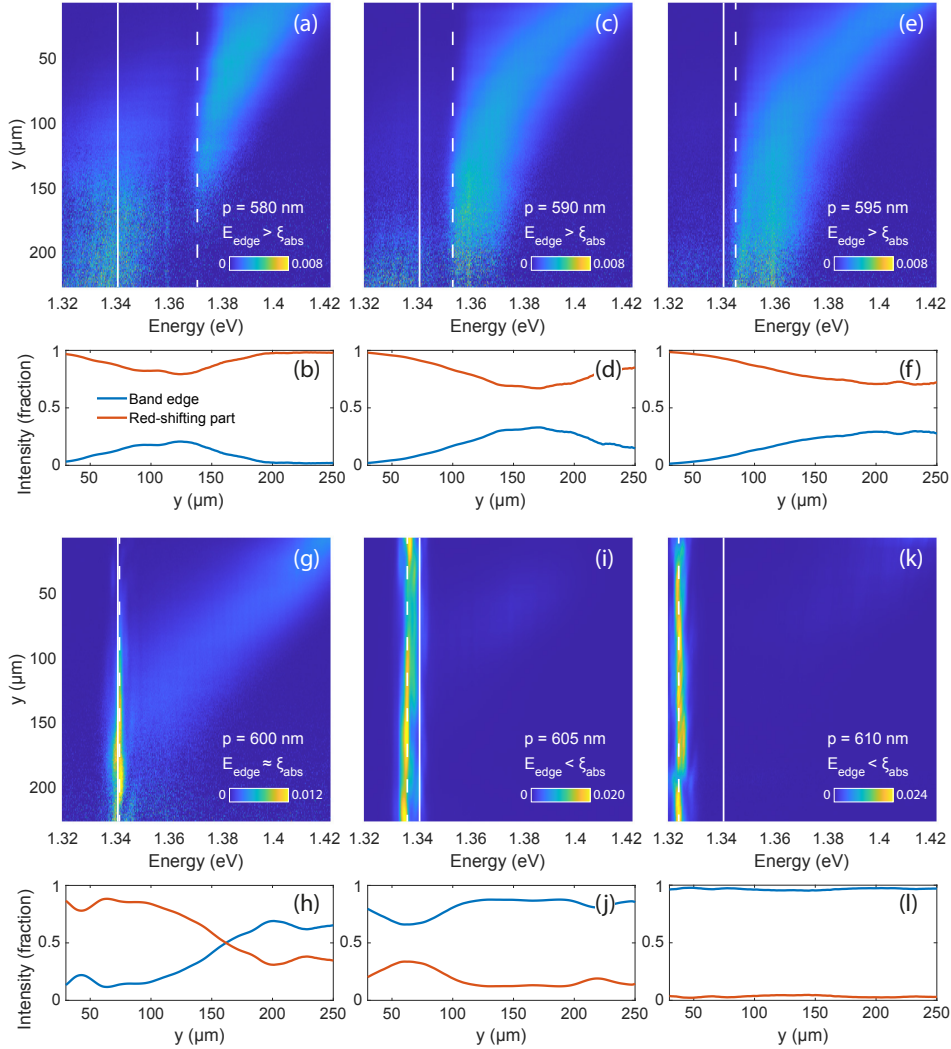 (a)
(c)
(e)
50
100
150
200
y (µm)
p = 580 nm
E_edge > ξ_abs
0 0.008
p = 590 nm
E_edge > ξ_abs
0 0.008
p = 595 nm
E_edge > ξ_abs
0 0.008
1.32 1.34 1.36 1.38 1.4 1.42
Energy (eV)
1.32 1.34 1.36 1.38 1.4 1.42
Energy (eV)
1.32 1.34 1.36 1.38 1.4 1.42
Energy (eV)
Intensity (fraction)
1
0.5
0
(b)
Band edge
Red-shifting part
50 100 150 200 250
y (µm)
1
0.5
0
(d)
50 100 150 200 250
y (µm)
1
0.5
0
(f)
50 100 150 200 250
y (µm)
(g)
(i)
(k)
50
100
150
200
y (µm)
p = 600 nm
E_edge ≈ ξ_abs
0 0.012
p = 605 nm
E_edge < ξ_abs
0 0.020
p = 610 nm
E_edge < ξ_abs
0 0.024
1.32 1.34 1.36 1.38 1.4 1.42
Energy (eV)
1.32 1.34 1.36 1.38 1.4 1.42
Energy (eV)
1.32 1.34 1.36 1.38 1.4 1.42
Energy (eV)
Intensity (fraction)
1
0.5
0
(h)
50 100 150 200 250
y (µm)
1
0.5
0
(j)
50 100 150 200 250
y (µm)
1
0.5
0
(l)
50 100 150 200 250
y (µm)